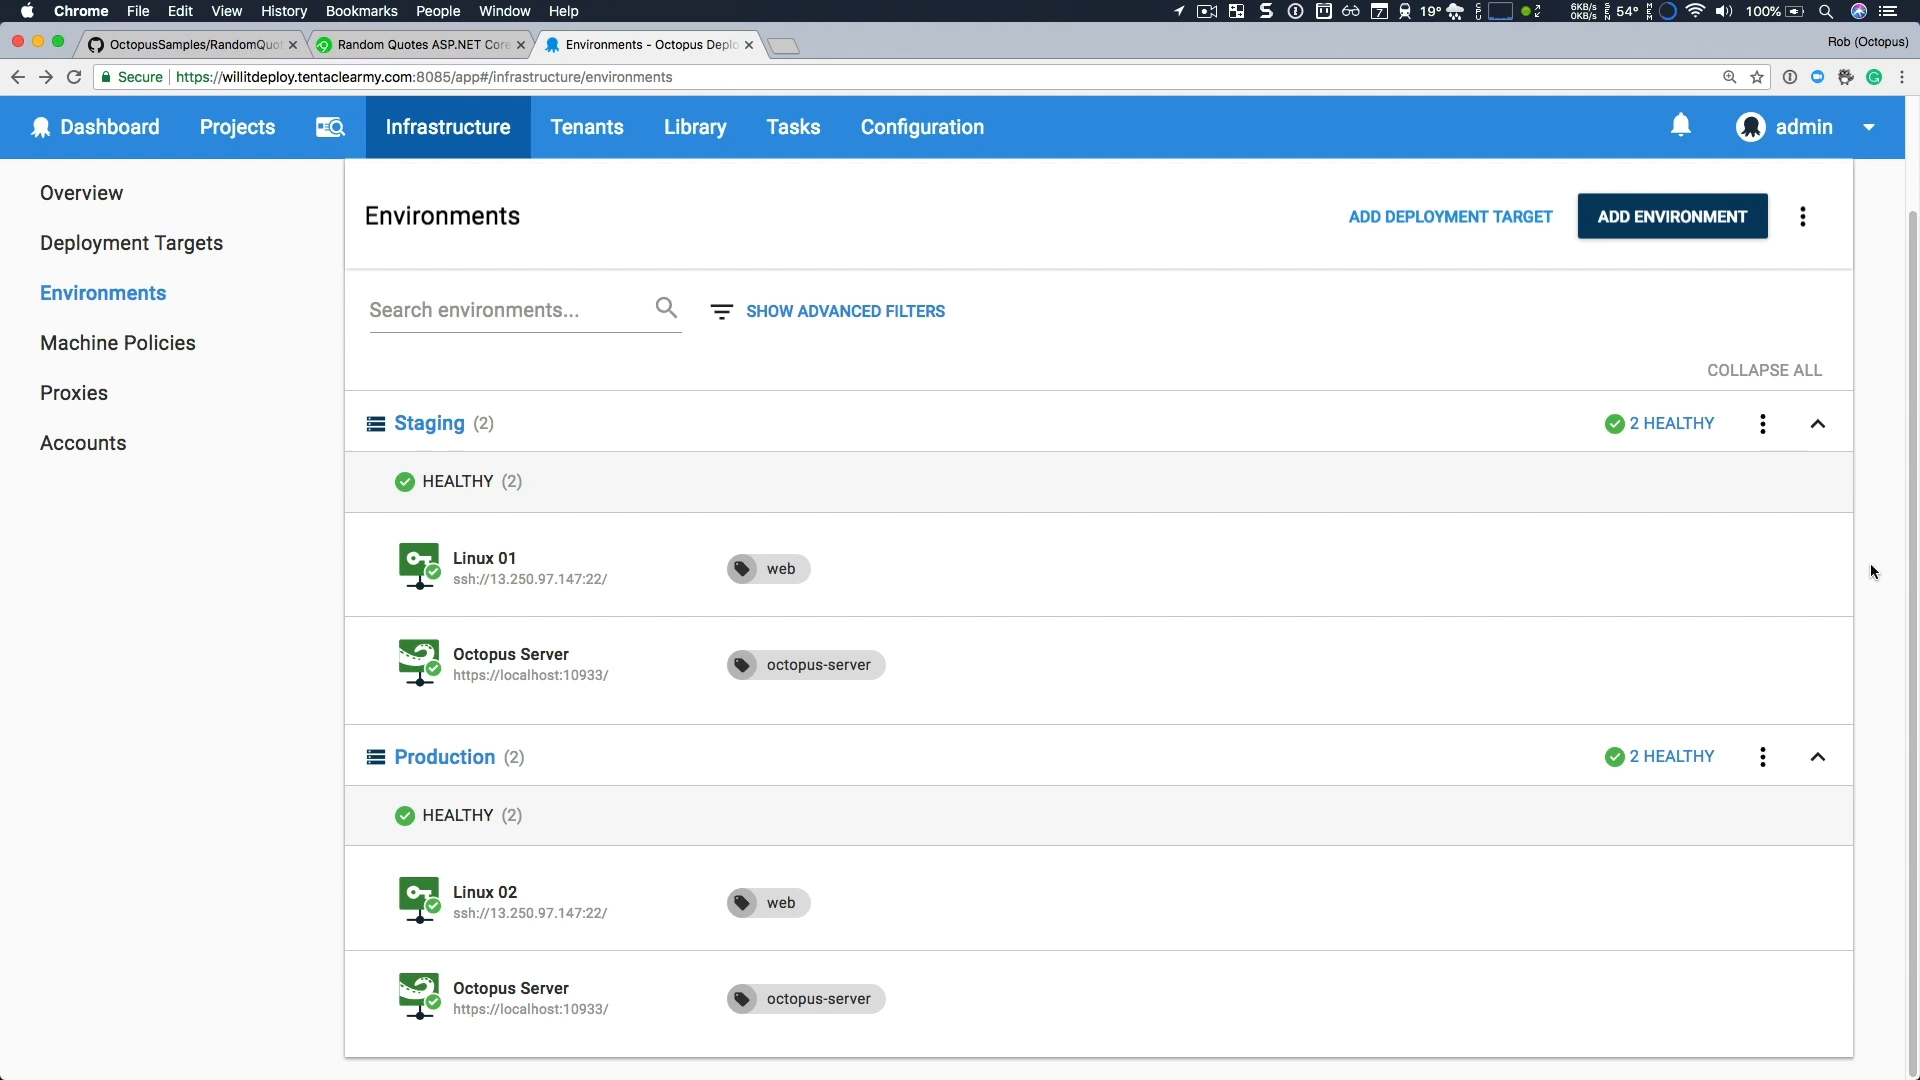 Chrome File Edit View History Bookmarks People Window Help
19° 6KB/s 0KB/s 54° 100%
OctopusSamples/RandomQuot Random Quotes ASP.NET Core Environments - Octopus Deplo Rob (Octopus)
Secure https://willitdeploy.tentaclearmy.com:8085/app#/infrastructure/environments
Dashboard Projects Infrastructure Tenants Library Tasks Configuration admin
Overview
Deployment Targets
Environments
Machine Policies
Proxies
Accounts
Environments ADD DEPLOYMENT TARGET ADD ENVIRONMENT
Search environments... SHOW ADVANCED FILTERS
COLLAPSE ALL
Staging (2) 2 HEALTHY
HEALTHY (2)
Linux 01 web
ssh://13.250.97.147:22/
Octopus Server octopus-server
https://localhost:10933/
Production (2) 2 HEALTHY
HEALTHY (2)
Linux 02 web
ssh://13.250.97.147:22/
Octopus Server octopus-server
https://localhost:10933/